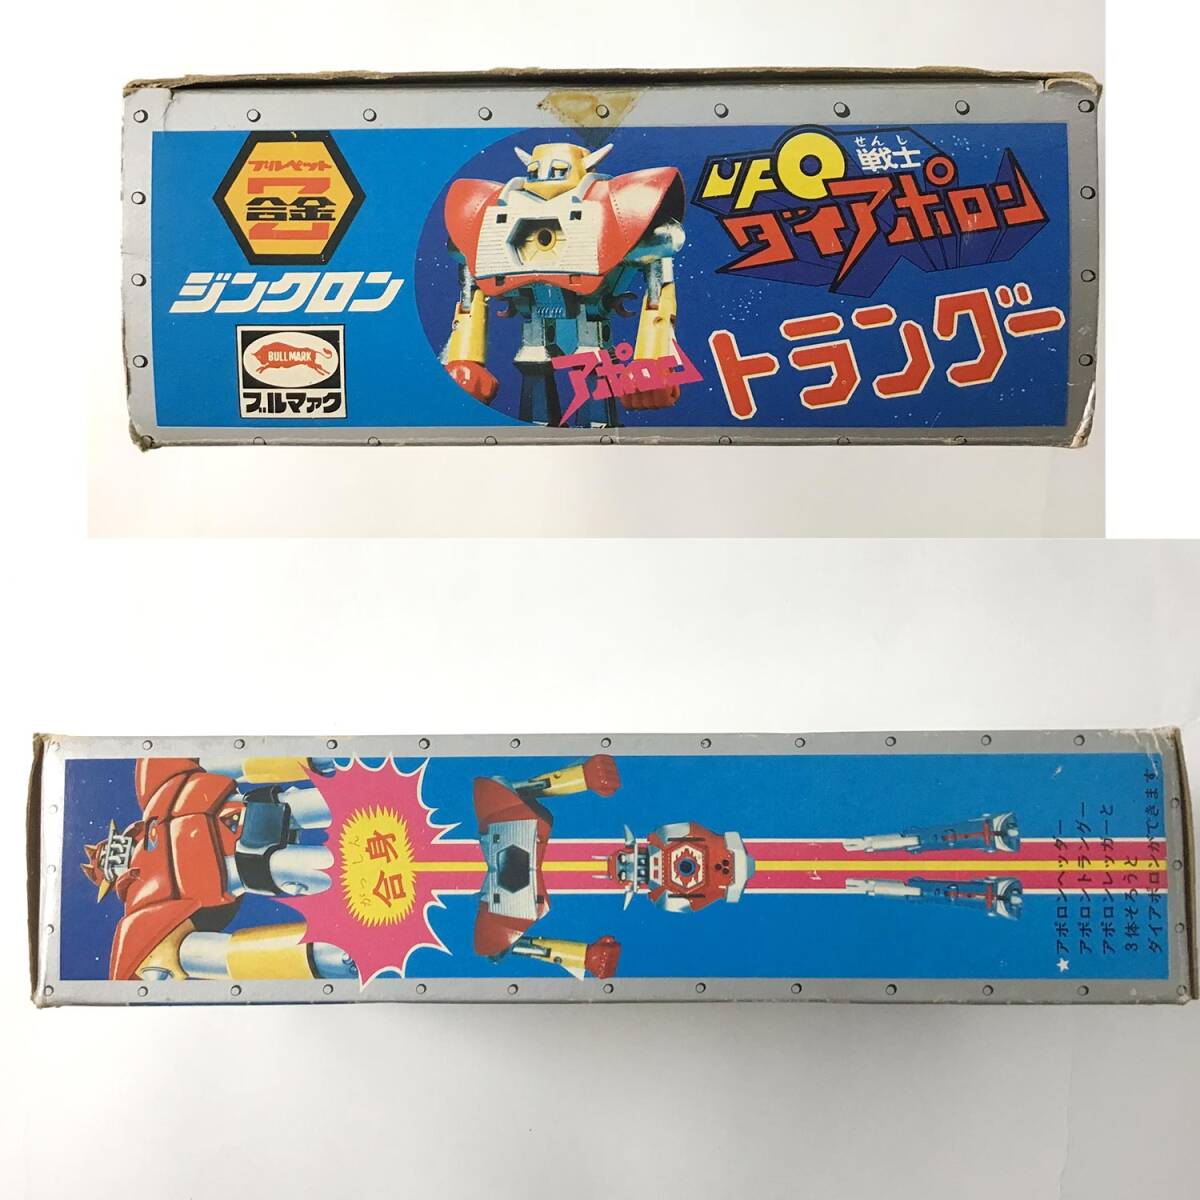 ブルペット
Z合金
ジンクロン
BULLMARK
ブルマァク
アポロン
UFO
せんし
戦士
ダイアポロン
トランダー
がっしん
合身
★アポロンヘッダー
アポロントランダー
アポロンレッガーと
3体そろうと
ダイアポロンができます